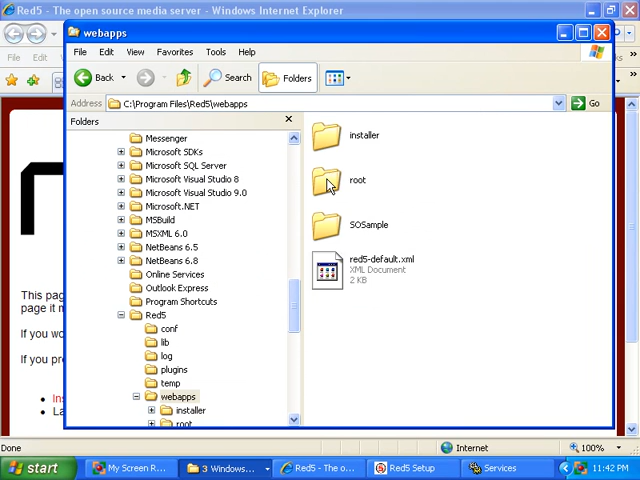 Red5 - The open source media server - Windows Internet Explorer
webapps
File Edit View Favorites Tools Help
Back Search Folders
Address C:\Program Files\Red5\webapps Go
Folders
Messenger
Microsoft SDKs
Microsoft SQL Server
Microsoft Visual Studio 8
Microsoft Visual Studio 9.0
Microsoft.NET
MSBuild
MSXML 6.0
NetBeans 6.5
NetBeans 6.8
Online Services
Outlook Express
Program Shortcuts
Red5
conf
lib
log
plugins
temp
webapps
installer
root
installer
root
SOSample
red5-default.xml
XML Document
2 KB
File
This pag
page it m
If you wo
If you pre
Ins
La
Done Internet 100%
start My Screen R... 3 Windows... Red5 - The o... Red5 Setup Services 11:42 PM